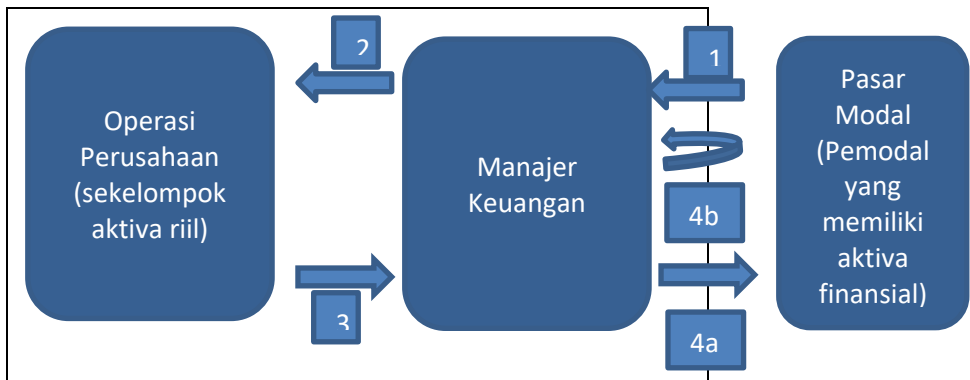 Operasi
Perusahaan
(sekelompok
aktiva riil)
2
3
Manajer
Keuangan
1
4b
4a
Pasar
Modal
(Pemodal
yang
memiliki
aktiva
finansial)